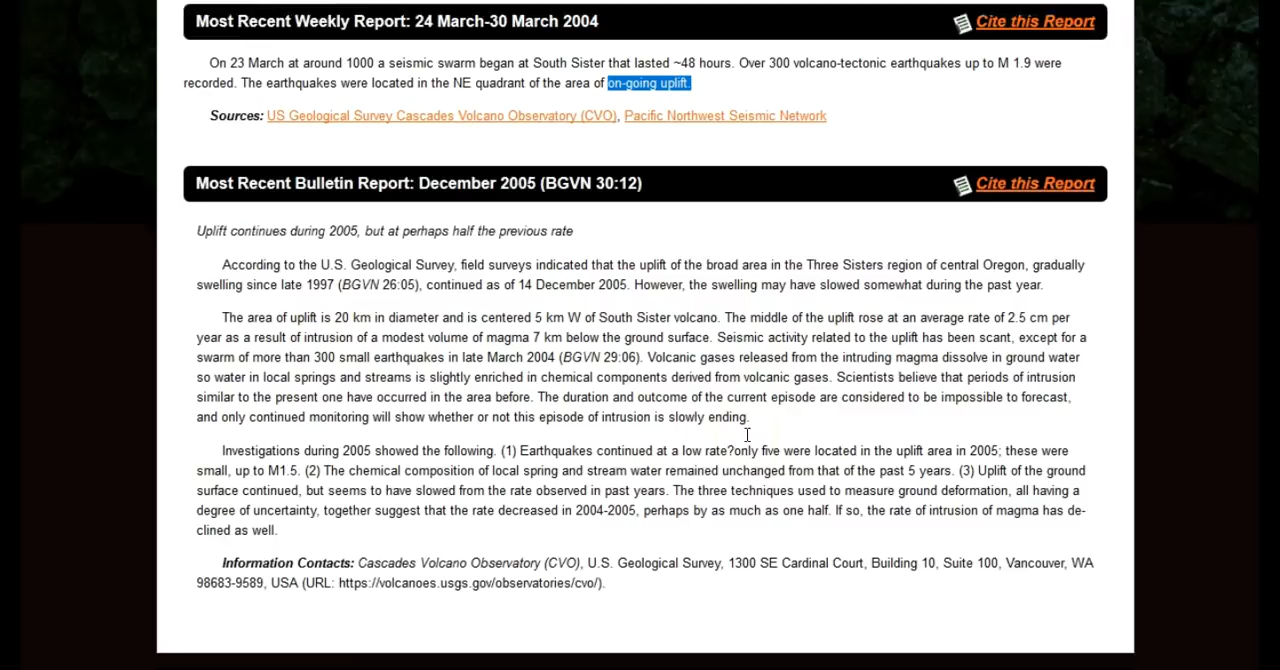 Most Recent Weekly Report: 24 March-30 March 2004
Cite this Report
On 23 March at around 1000 a seismic swarm began at South Sister that lasted ~48 hours. Over 300 volcano-tectonic earthquakes up to M 1.9 were
recorded. The earthquakes were located in the NE quadrant of the area of on-going uplift.
Sources: US Geological Survey Cascades Volcano Observatory (CVO), Pacific Northwest Seismic Network
Most Recent Bulletin Report: December 2005 (BGVN 30:12)
Cite this Report
Uplift continues during 2005, but at perhaps half the previous rate
According to the U.S. Geological Survey, field surveys indicated that the uplift of the broad area in the Three Sisters region of central Oregon, gradually
swelling since late 1997 (BGVN 26:05), continued as of 14 December 2005. However, the swelling may have slowed somewhat during the past year.
The area of uplift is 20 km in diameter and is centered 5 km W of South Sister volcano. The middle of the uplift rose at an average rate of 2.5 cm per
year as a result of intrusion of a modest volume of magma 7 km below the ground surface. Seismic activity related to the uplift has been scant, except for a
swarm of more than 300 small earthquakes in late March 2004 (BGVN 29:06). Volcanic gases released from the intruding magma dissolve in ground water
so water in local springs and streams is slightly enriched in chemical components derived from volcanic gases. Scientists believe that periods of intrusion
similar to the present one have occurred in the area before. The duration and outcome of the current episode are considered to be impossible to forecast,
and only continued monitoring will show whether or not this episode of intrusion is slowly ending.
Investigations during 2005 showed the following. (1) Earthquakes continued at a low rate?only five were located in the uplift area in 2005; these were
small, up to M1.5. (2) The chemical composition of local spring and stream water remained unchanged from that of the past 5 years. (3) Uplift of the ground
surface continued, but seems to have slowed from the rate observed in past years. The three techniques used to measure ground deformation, all having a
degree of uncertainty, together suggest that the rate decreased in 2004-2005, perhaps by as much as one half. If so, the rate of intrusion of magma has de-
clined as well.
Information Contacts: Cascades Volcano Observatory (CVO), U.S. Geological Survey, 1300 SE Cardinal Court, Building 10, Suite 100, Vancouver, WA
98683-9589, USA (URL: https://volcanoes.usgs.gov/observatories/cvo/).